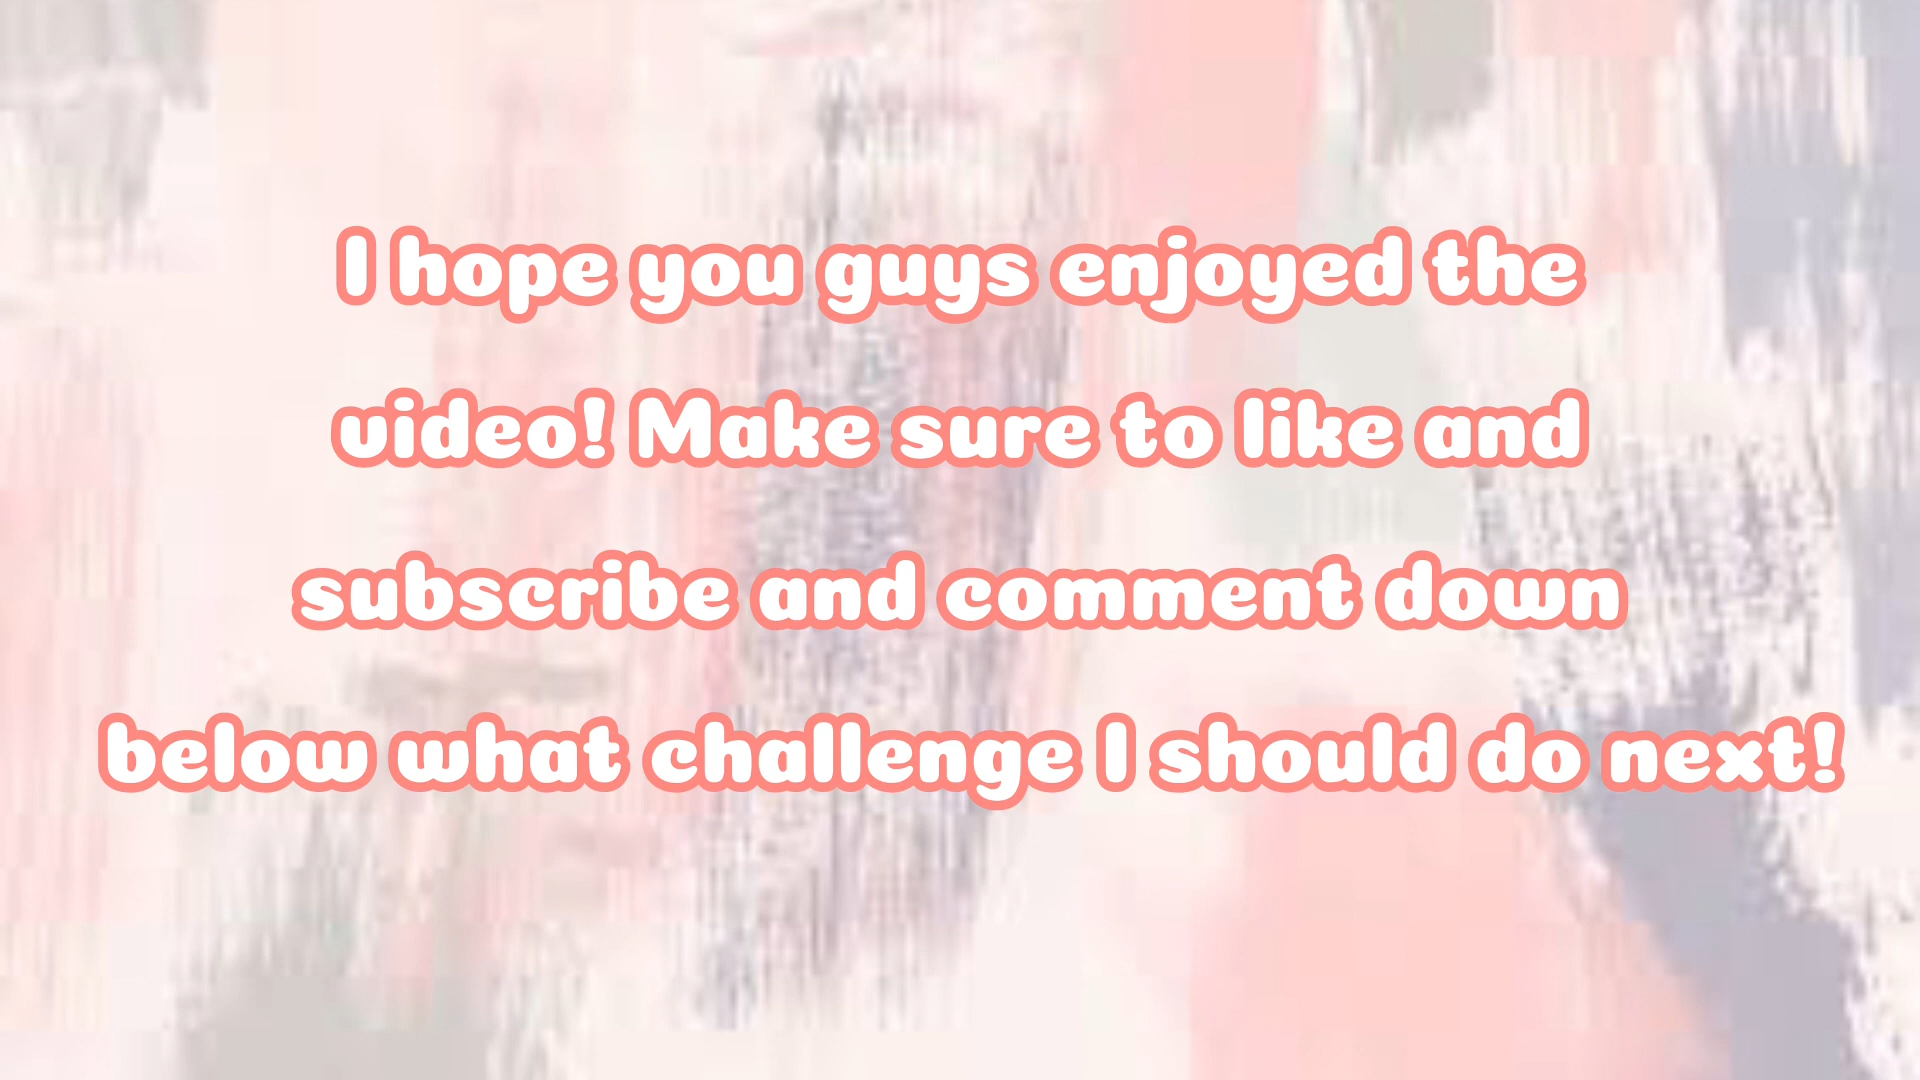 I hope you guys enjoyed the
video! Make sure to like and
subscribe and comment down
below what challenge I should do next!